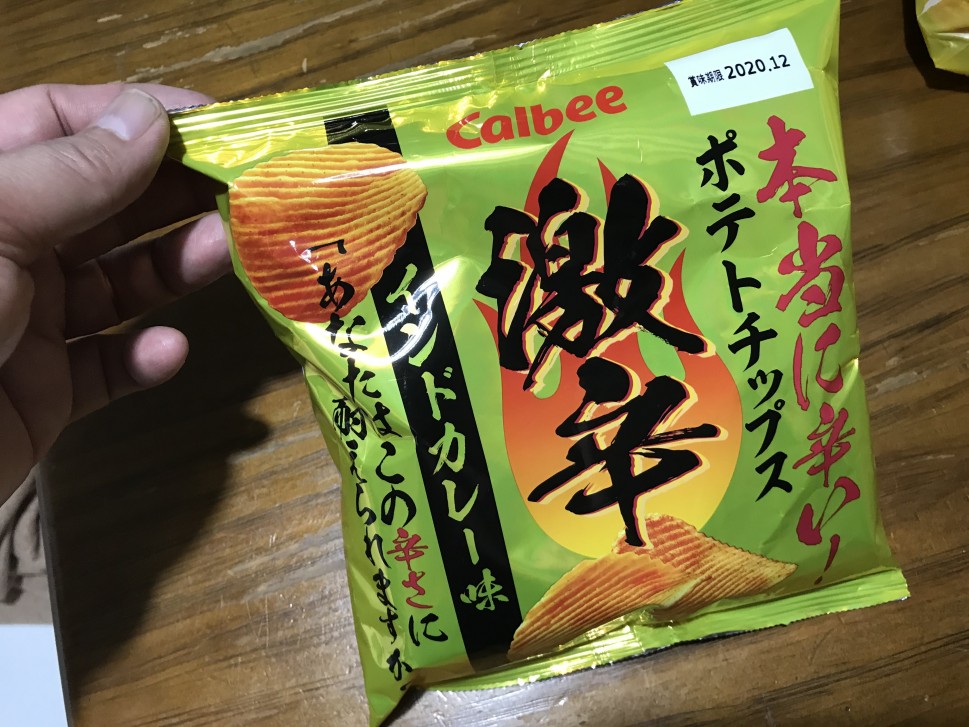 Calbee
賞味期限 2020.12
本当に辛い!
ポテトチップス
激辛
インドカレー味
「あなたはこの辛さに
耐えられますか